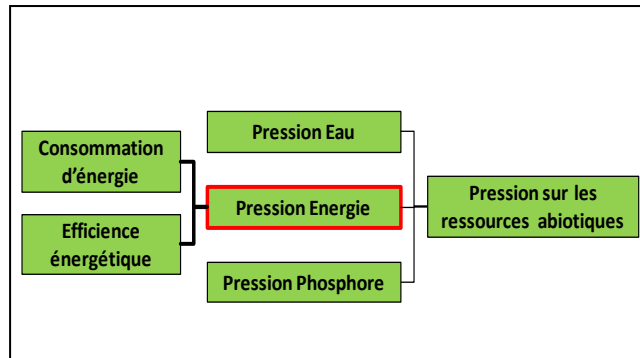 Consommation
d'énergie
Efficience
énergétique
Pression Eau
Pression Energie
Pression Phosphore
Pression sur les
ressources abiotiques